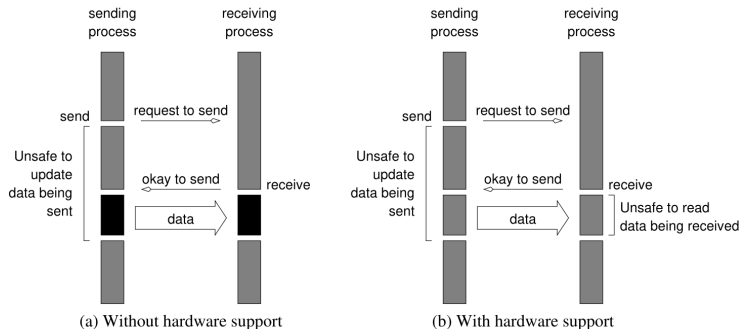 sending
process
receiving
process
send
request to send
Unsafe to
update
data being
sent
okay to send
receive
data
(a) Without hardware support
sending
process
receiving
process
send
request to send
Unsafe to
update
data being
sent
okay to send
receive
data
Unsafe to read
data being received
(b) With hardware support